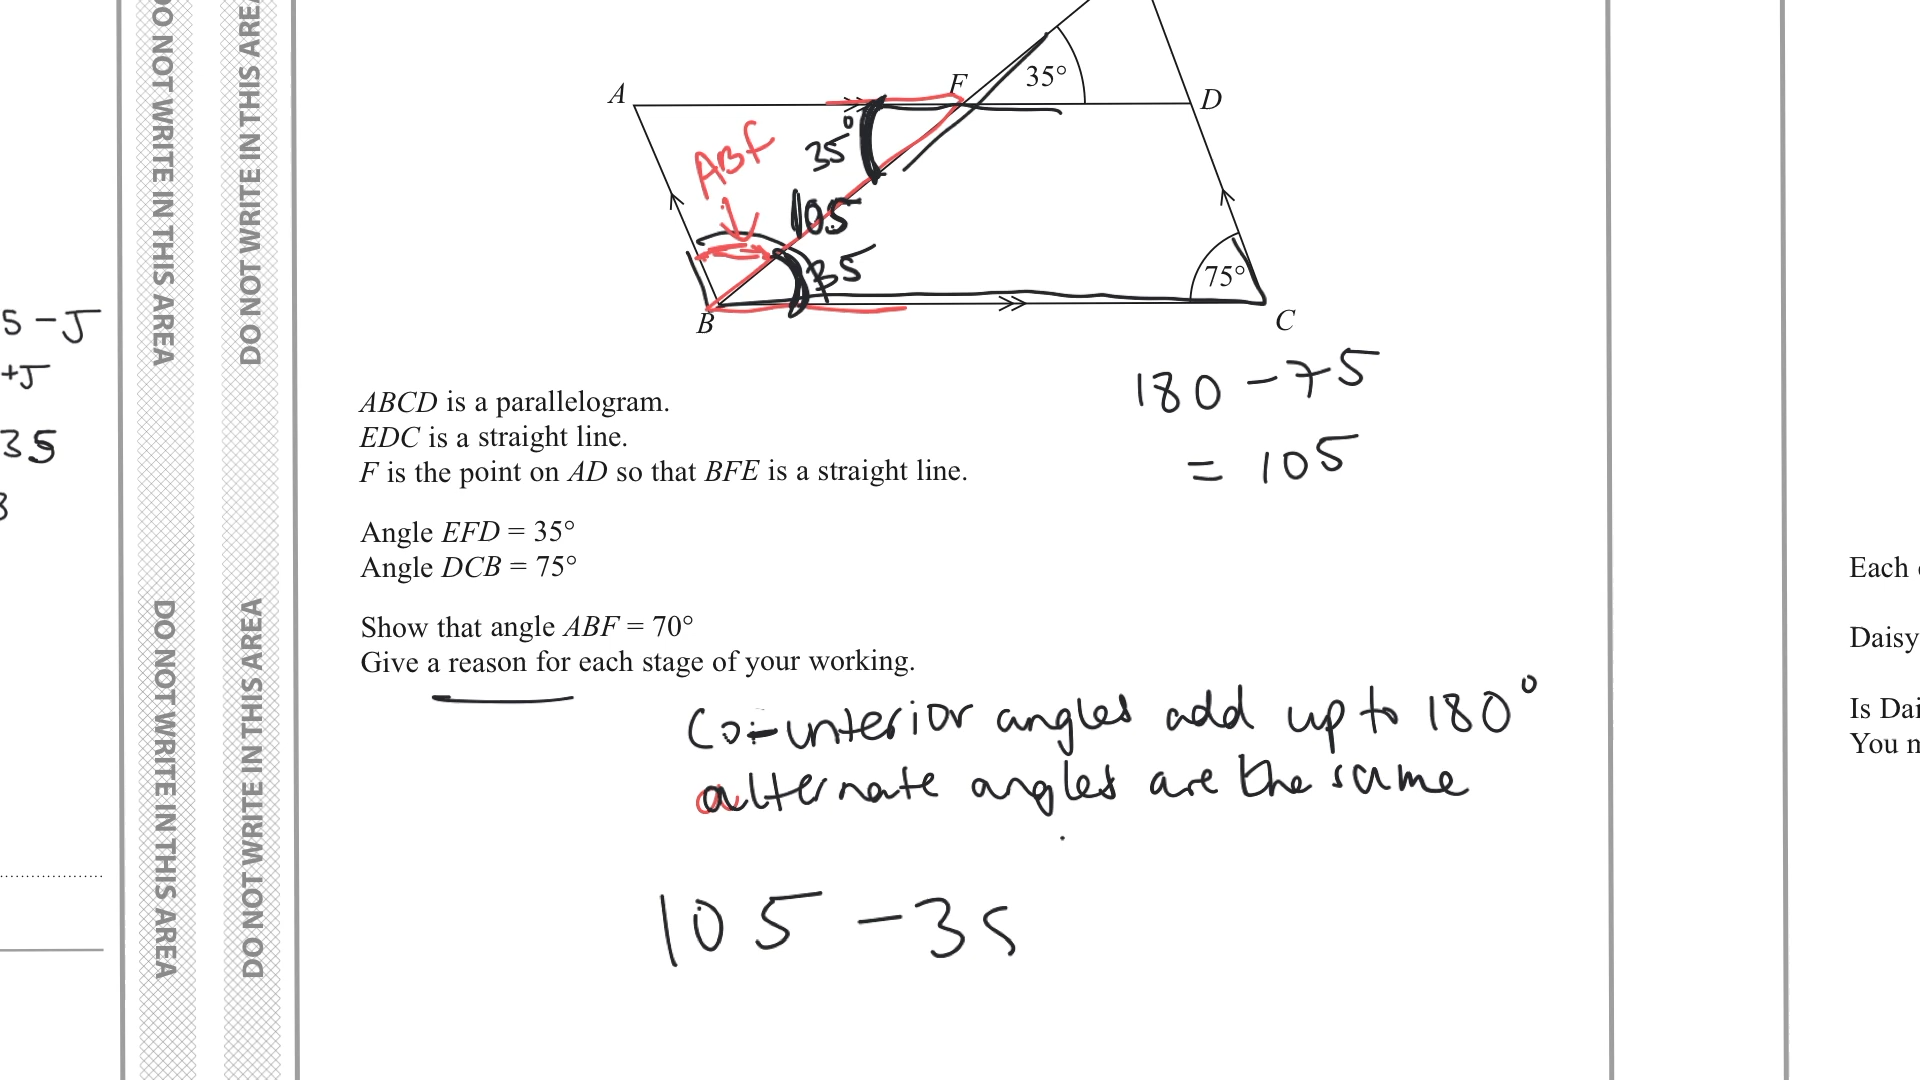 DO NOT WRITE IN THIS AREA
DO NOT WRITE IN THIS AREA
DO NOT WRITE IN THIS AREA
DO NOT WRITE IN THIS AREA
5 - J
+J
35
A
F
35°
D
ABF
35°
105
35
75°
B
C
180 - 75
= 105
ABCD is a parallelogram.
EDC is a straight line.
F is the point on AD so that BFE is a straight line.
Angle EFD = 35°
Angle DCB = 75°
Show that angle ABF = 70°
Give a reason for each stage of your working.
Co-interior angles add up to 180°
alternate angles are the same
105 - 35
Each
Daisy
Is Dai
You